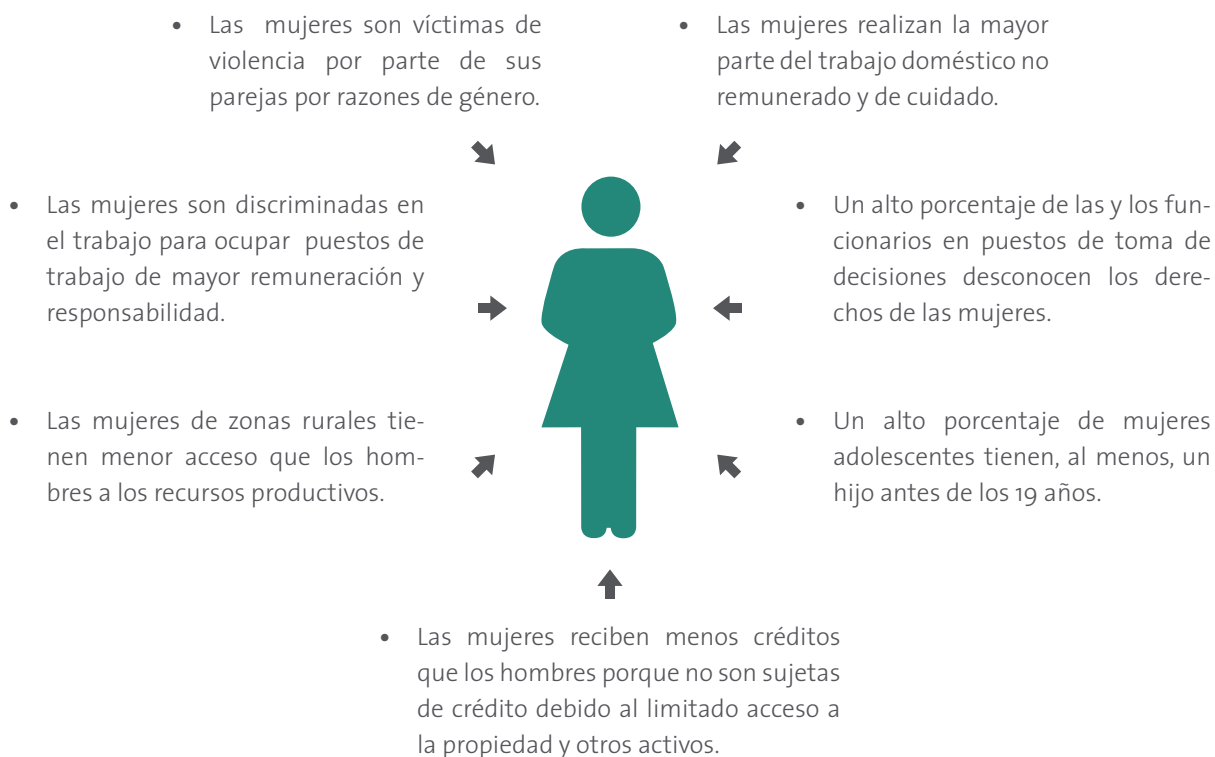 • Las mujeres son víctimas de
violencia por parte de sus
parejas por razones de género.
• Las mujeres realizan la mayor
parte del trabajo doméstico no
remunerado y de cuidado.
• Las mujeres son discriminadas en
el trabajo para ocupar puestos de
trabajo de mayor remuneración y
responsabilidad.
• Un alto porcentaje de las y los fun-
cionarios en puestos de toma de
decisiones desconocen los dere-
chos de las mujeres.
• Las mujeres de zonas rurales tie-
nen menor acceso que los hom-
bres a los recursos productivos.
• Un alto porcentaje de mujeres
adolescentes tienen, al menos, un
hijo antes de los 19 años.
• Las mujeres reciben menos créditos
que los hombres porque no son sujetas
de crédito debido al limitado acceso a
la propiedad y otros activos.